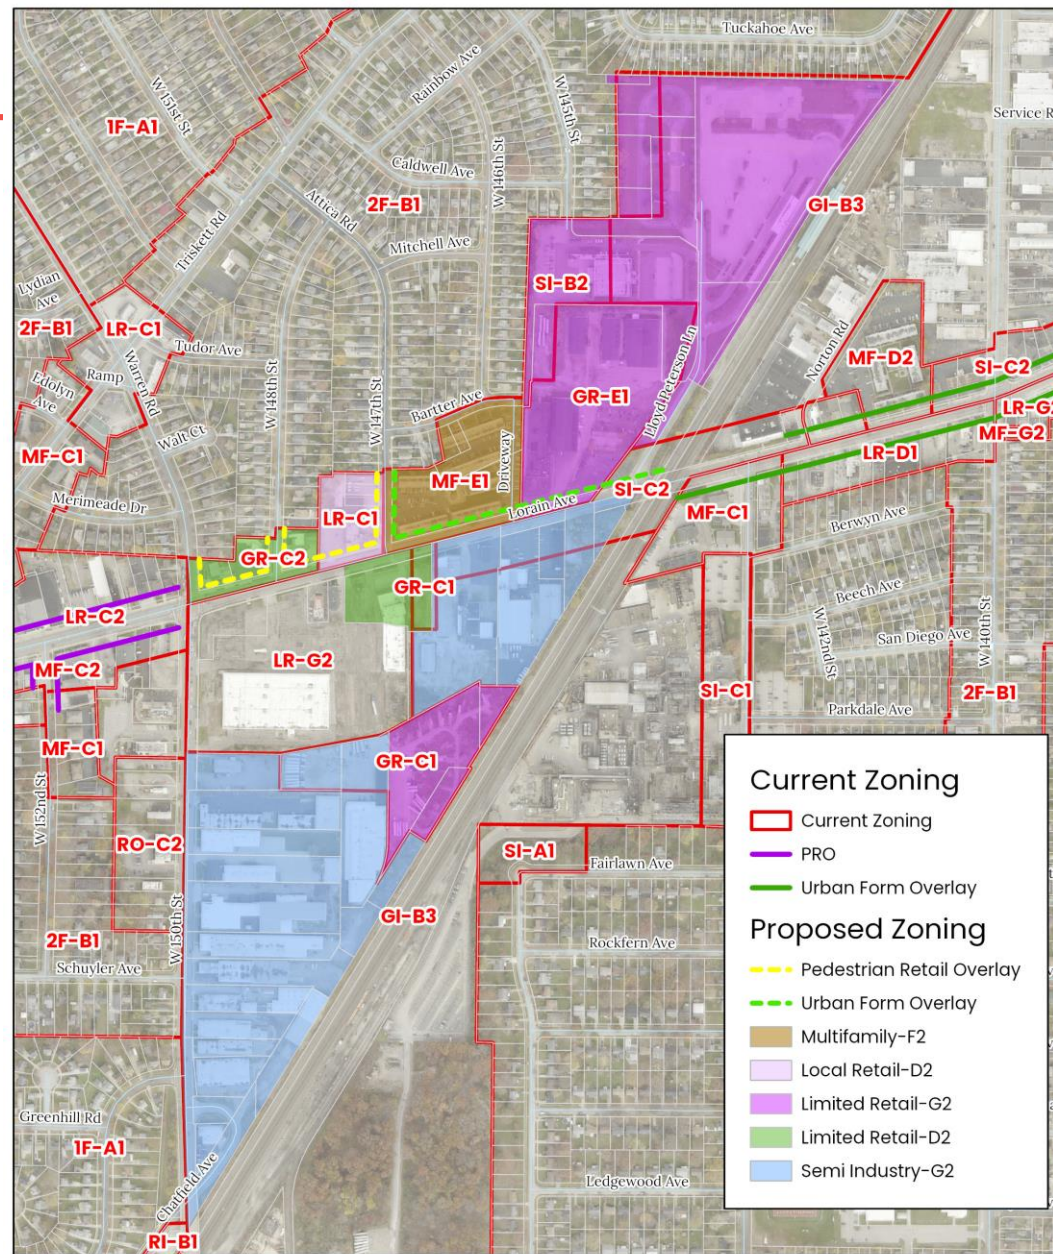 Tuckahoe Ave
Rainbow Ave
W 151st St
W 145th St
Service R
1F-A1
Caldwell Ave
W 146th St
2F-B1
Attica Rd
GI-B3
Triskett Rd
Mitchell Ave
Lydian
Ave
SI-B2
2F-B1
LR-C1
Tudor Ave
Norton Rd
MF-D2
Lloyd Peterson Ln
SI-C2
Edolyn
Ave
Ramp
Warren Rd
W 148th St
W 147th St
GR-E1
LR-G2
Bartter Ave
MF-G2
Walt Ct
MF-C1
LR-D1
Driveway
MF-E1
SI-C2
Merimeade Dr
LR-C1
Lorain Ave
MF-C1
Berwyn Ave
GR-C2
GR-C1
Beech Ave
LR-C2
W 142nd St
San Diego Ave
W 140th St
LR-G2
MF-C2
SI-C1
2F-B1
Parkdale Ave
MF-C1
GR-C1
W 152nd St
RO-C2
SI-A1
Fairlawn Ave
GI-B3
2F-B1
W 150th St
Rockfern Ave
Schuyler Ave
Greenhill Rd
1F-A1
Chatfield Ave
Ledgewood Ave
RI-B1
Current Zoning
Current Zoning
PRO
Urban Form Overlay
Proposed Zoning
Pedestrian Retail Overlay
Urban Form Overlay
Multifamily-F2
Local Retail-D2
Limited Retail-G2
Limited Retail-D2
Semi Industry-G2